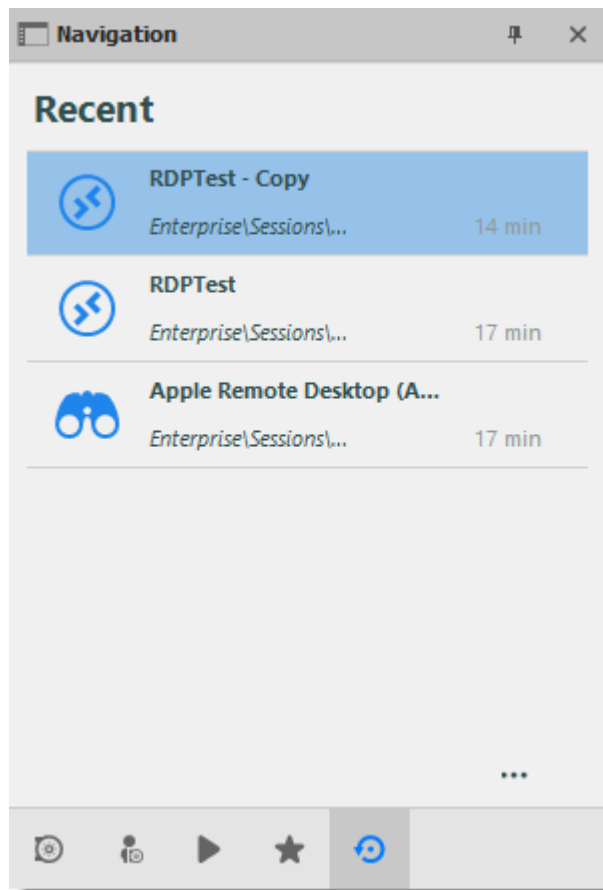 Navigation
Recent
RDPTest - Copy
Enterprise\Sessions\...
14 min
RDPTest
Enterprise\Sessions\...
17 min
Apple Remote Desktop (A...
Enterprise\Sessions\...
17 min
...